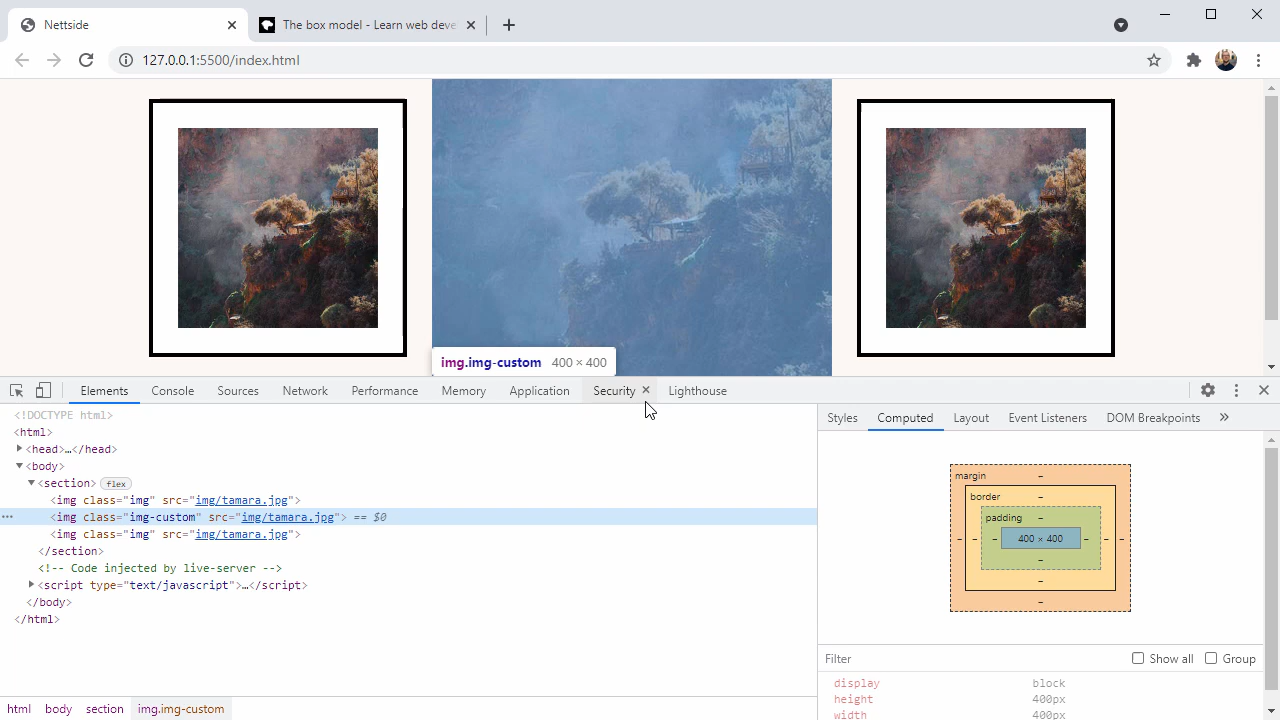 Nettside
The box model - Learn web deve
127.0.0.1:5500/index.html
img.img-custom 400 × 400
Elements Console Sources Network Performance Memory Application Security Lighthouse
<!DOCTYPE html>
<html>
<head>…</head>
<body>
<section> flex
<img class="img" src="img/tamara.jpg">
<img class="img-custom" src="img/tamara.jpg"> == $0
<img class="img" src="img/tamara.jpg">
</section>
<!-- Code injected by live-server -->
<script type="text/javascript">…</script>
</body>
</html>
html body section img.img-custom
Styles Computed Layout Event Listeners DOM Breakpoints
margin –
border –
padding –
– – – 400 × 400 – – –
–
–
–
Filter Show all Group
display block
height 400px
width 400px